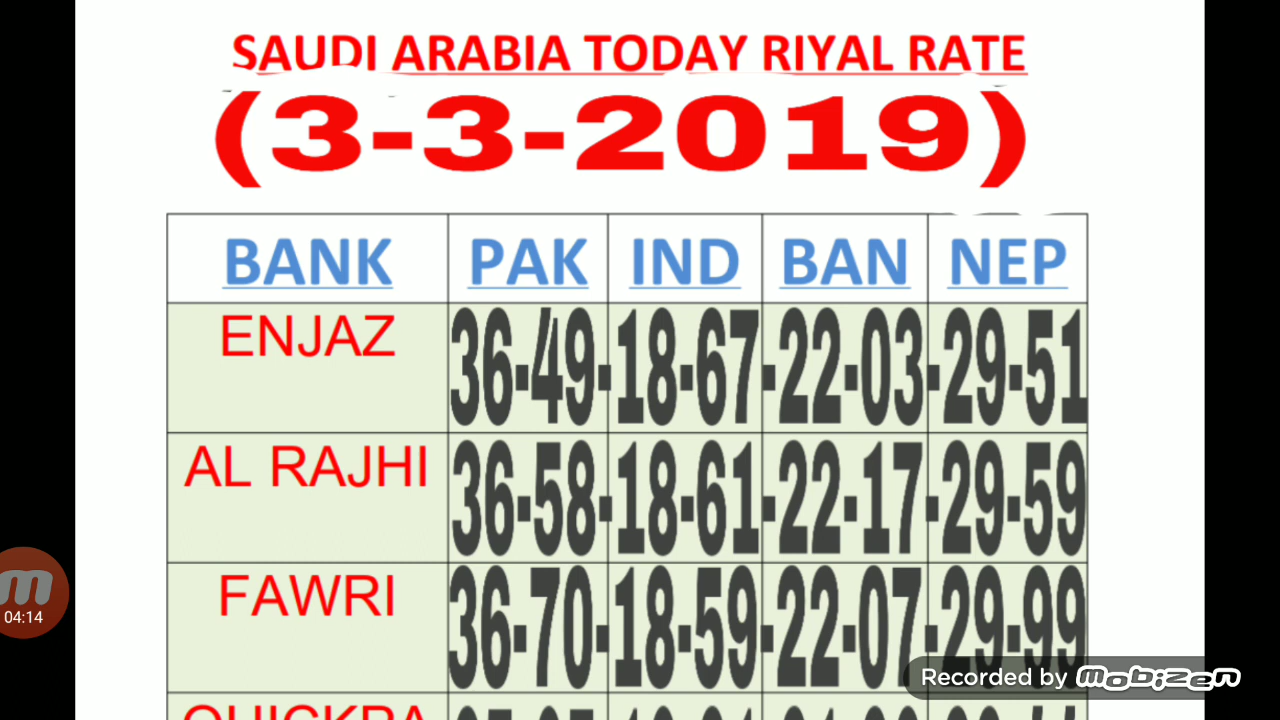 SAUDI ARABIA TODAY RIYAL RATE
(3-3-2019)
BANK PAK IND BAN NEP
ENJAZ 36-49-18-67-22-03-29-51
AL RAJHI 36-58-18-61-22-17-29-59
FAWRI 36-70-18-59-22-07-29-99
04:14
Recorded by mobizen